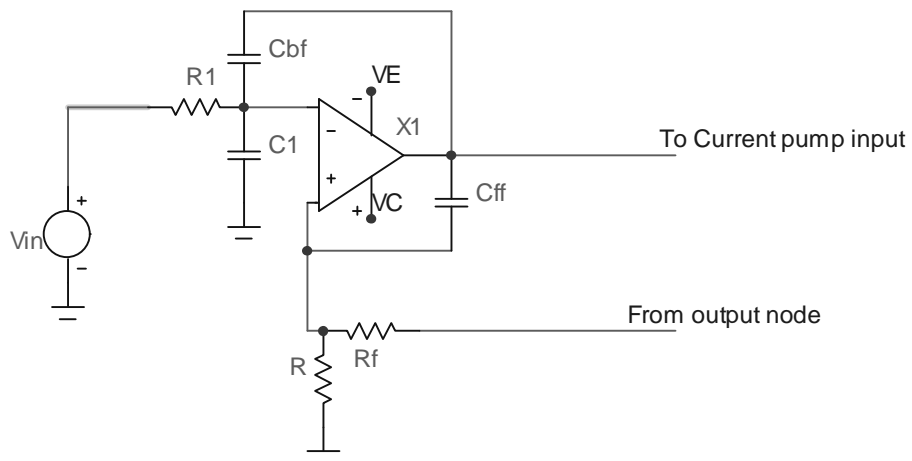 Cbf
R1
VE
X1
To Current pump input
C1
Cff
VC
Vin
From output node
Rf
R